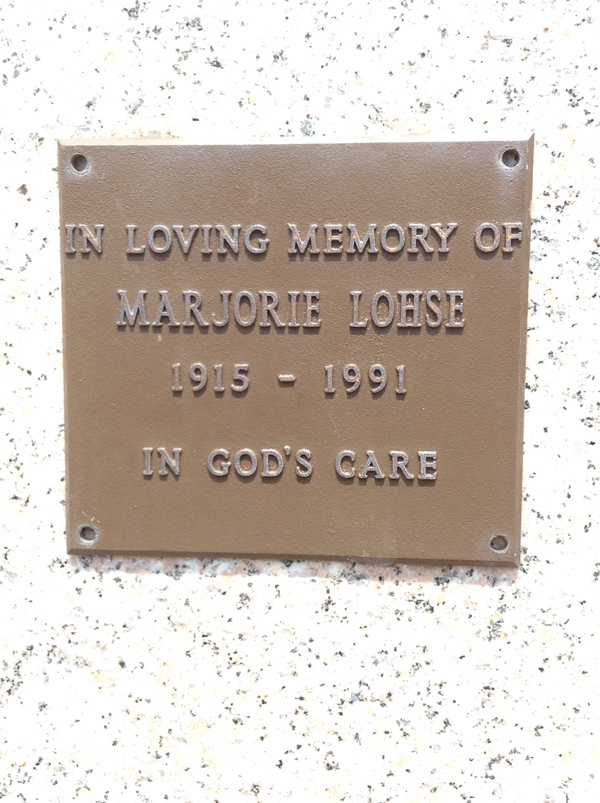 IN LOVING MEMORY OF
MARJORIE LOHSE
1915 - 1991
IN GOD'S CARE